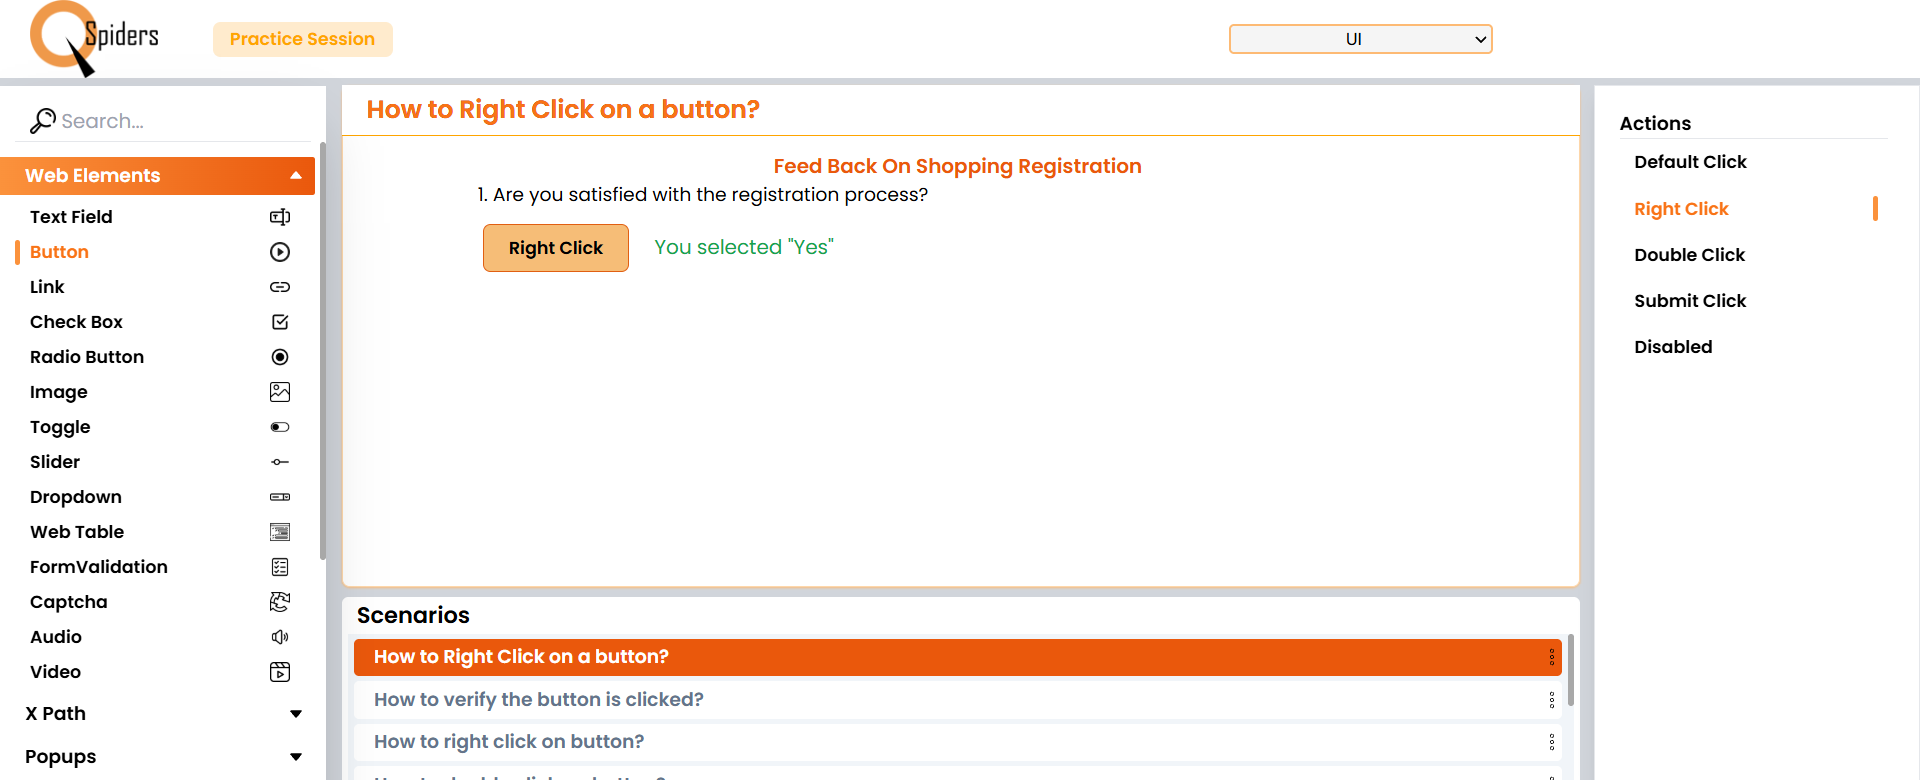 Spiders
Practice Session
UI
Search...
Web Elements
Text Field
Button
Link
Check Box
Radio Button
Image
Toggle
Slider
Dropdown
Web Table
FormValidation
Captcha
Audio
Video
X Path
Popups
How to Right Click on a button?
Feed Back On Shopping Registration
1. Are you satisfied with the registration process?
Right Click
You selected "Yes"
Scenarios
How to Right Click on a button?
How to verify the button is clicked?
How to right click on button?
Actions
Default Click
Right Click
Double Click
Submit Click
Disabled